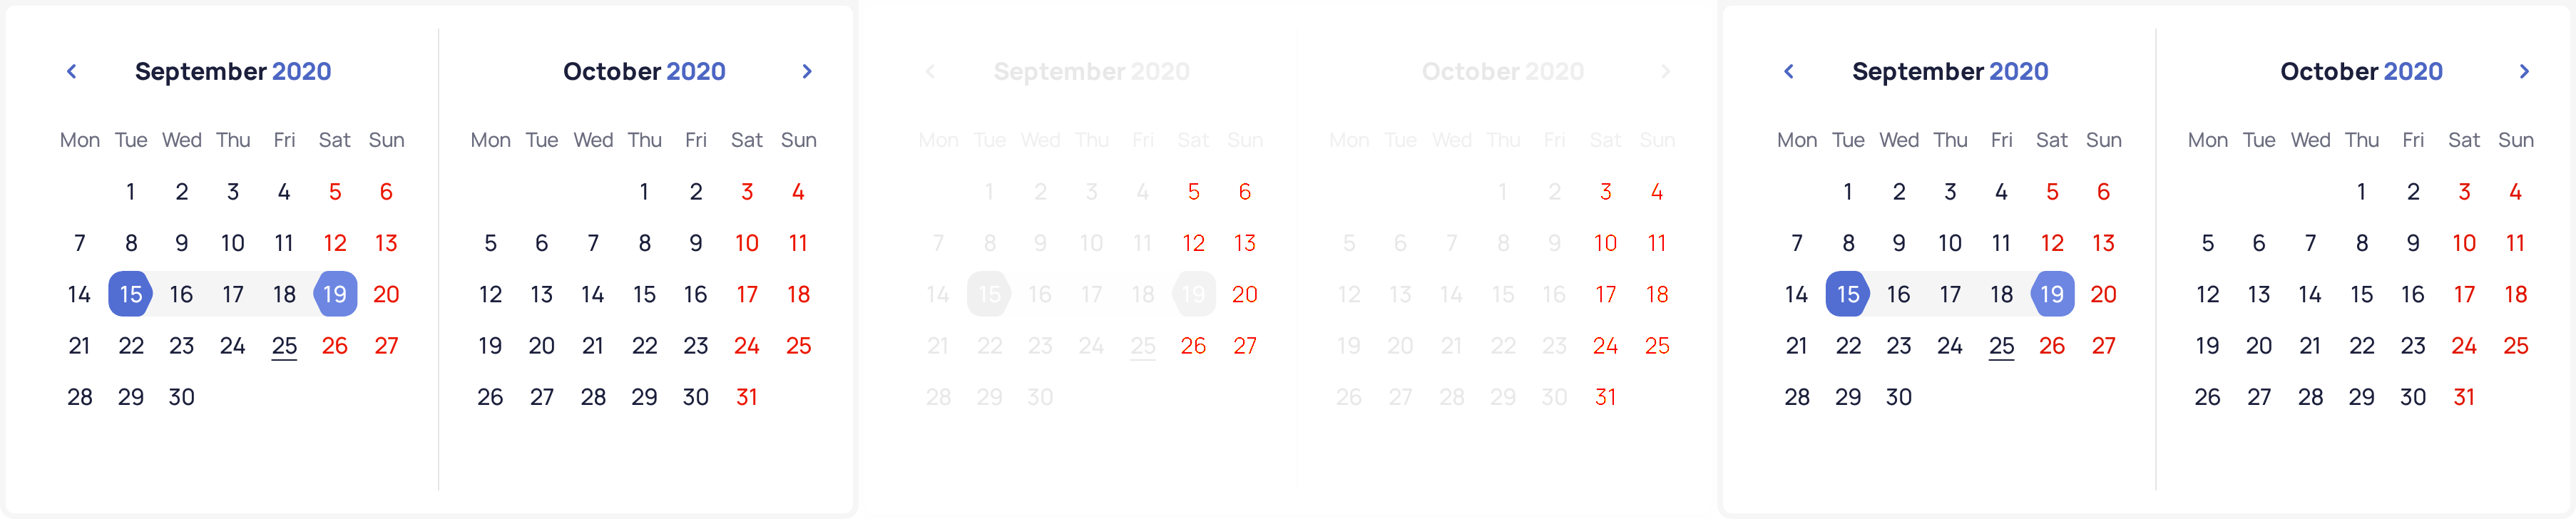 September 2020 October 2020
Mon Tue Wed Thu Fri Sat Sun Mon Tue Wed Thu Fri Sat Sun
1 2 3 4 5 6 1 2 3 4
7 8 9 10 11 12 13 5 6 7 8 9 10 11
14 15 16 17 18 19 20 12 13 14 15 16 17 18
21 22 23 24 25 26 27 19 20 21 22 23 24 25
28 29 30 26 27 28 29 30 31
September 2020 October 2020
Mon Tue Wed Thu Fri Sat Sun Mon Tue Wed Thu Fri Sat Sun
1 2 3 4 5 6 1 2 3 4
7 8 9 10 11 12 13 5 6 7 8 9 10 11
14 15 16 17 18 19 20 12 13 14 15 16 17 18
21 22 23 24 25 26 27 19 20 21 22 23 24 25
28 29 30 26 27 28 29 30 31
September 2020 October 2020
Mon Tue Wed Thu Fri Sat Sun Mon Tue Wed Thu Fri Sat Sun
1 2 3 4 5 6 1 2 3 4
7 8 9 10 11 12 13 5 6 7 8 9 10 11
14 15 16 17 18 19 20 12 13 14 15 16 17 18
21 22 23 24 25 26 27 19 20 21 22 23 24 25
28 29 30 26 27 28 29 30 31